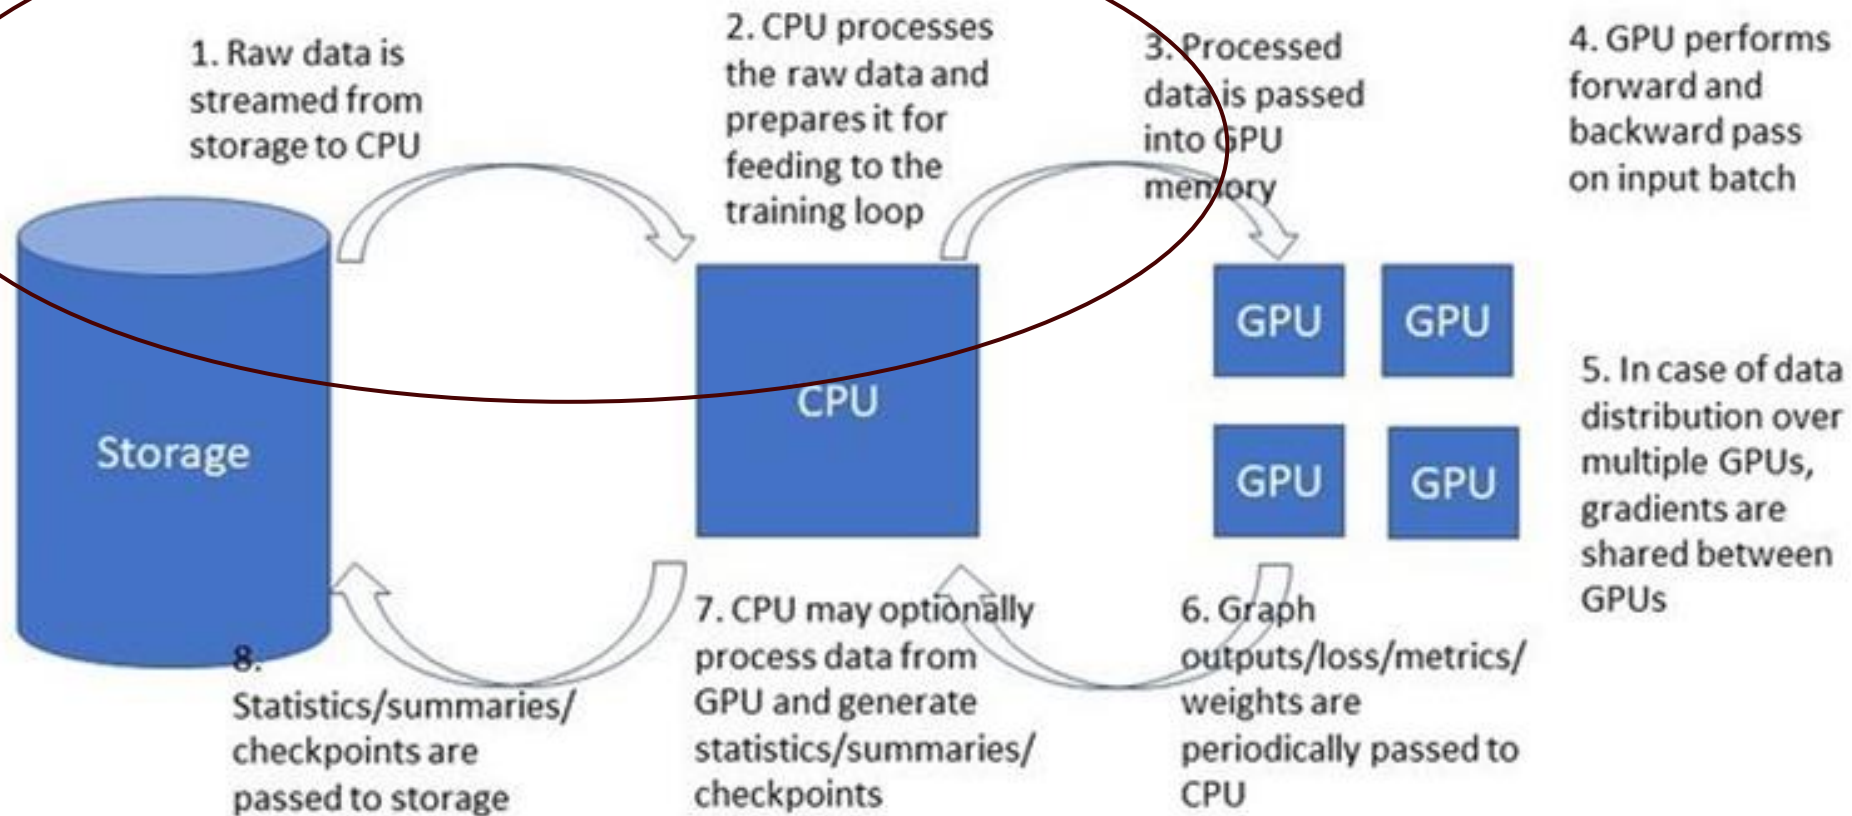 1. Raw data is
streamed from
storage to CPU
2. CPU processes
the raw data and
prepares it for
feeding to the
training loop
3. Processed
data is passed
into GPU
memory
4. GPU performs
forward and
backward pass
on input batch
Storage
CPU
GPU
GPU
GPU
GPU
5. In case of data
distribution over
multiple GPUs,
gradients are
shared between
GPUs
6. Graph
outputs/loss/metrics/
weights are
periodically passed to
CPU
7. CPU may optionally
process data from
GPU and generate
statistics/summaries/
checkpoints
8.
Statistics/summaries/
checkpoints are
passed to storage